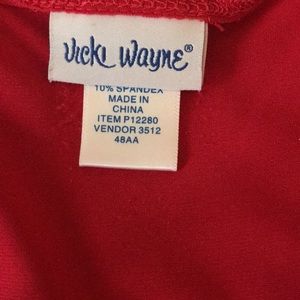 Vicki Wayne®
10% SPANDEX
MADE IN
CHINA
ITEM P12280
VENDOR 3512
48AA